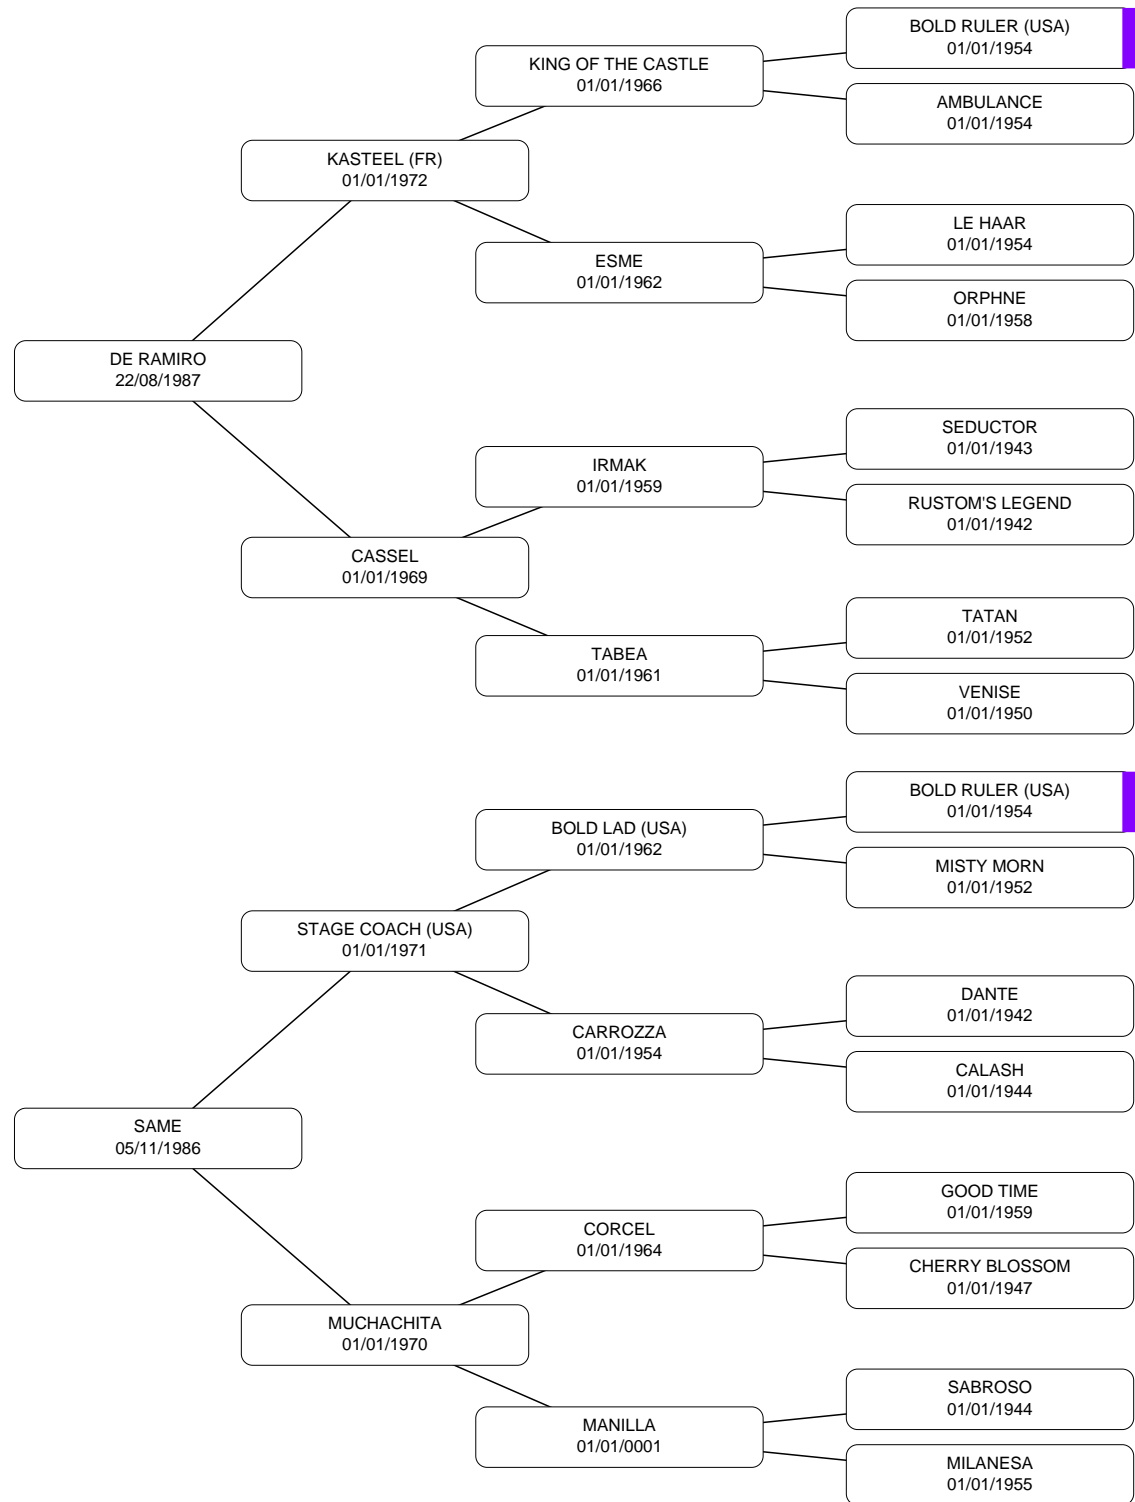 BOLD RULER (USA)
01/01/1954
KING OF THE CASTLE
01/01/1966
AMBULANCE
01/01/1954
KASTEEL (FR)
01/01/1972
LE HAAR
01/01/1954
ESME
01/01/1962
ORPHNE
01/01/1958
DE RAMIRO
22/08/1987
SEDUCTOR
01/01/1943
IRMAK
01/01/1959
RUSTOM'S LEGEND
01/01/1942
CASSEL
01/01/1969
TATAN
01/01/1952
TABEA
01/01/1961
VENISE
01/01/1950
BOLD RULER (USA)
01/01/1954
BOLD LAD (USA)
01/01/1962
MISTY MORN
01/01/1952
STAGE COACH (USA)
01/01/1971
DANTE
01/01/1942
CARROZZA
01/01/1954
CALASH
01/01/1944
SAME
05/11/1986
GOOD TIME
01/01/1959
CORCEL
01/01/1964
CHERRY BLOSSOM
01/01/1947
MUCHACHITA
01/01/1970
SABROSO
01/01/1944
MANILLA
01/01/0001
MILANESA
01/01/1955